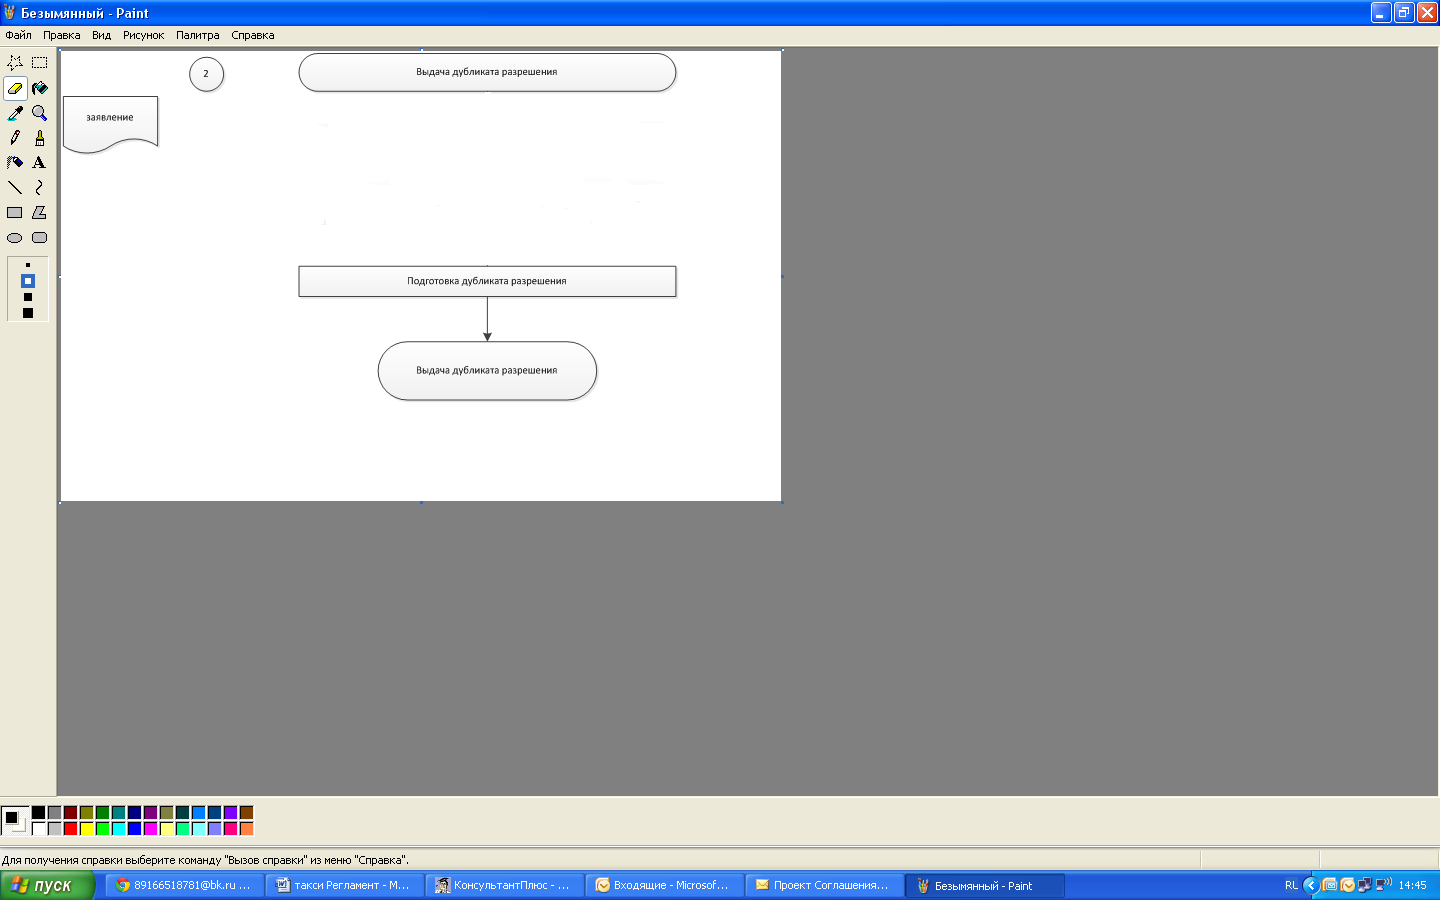 Безымянный - Paint
Файл Правка Вид Рисунок Палитра Справка
2
Выдача дубликата разрешения
заявление
Подготовка дубликата разрешения
Выдача дубликата разрешения
A
Для получения справки выберите команду "Вызов справки" из меню "Справка".
пуск
89166518781@bk.ru ...
такси Регламент - M...
КонсультантПлюс - ...
Входящие - Microsof...
Проект Соглашения...
Безымянный - Paint
RL
14:45